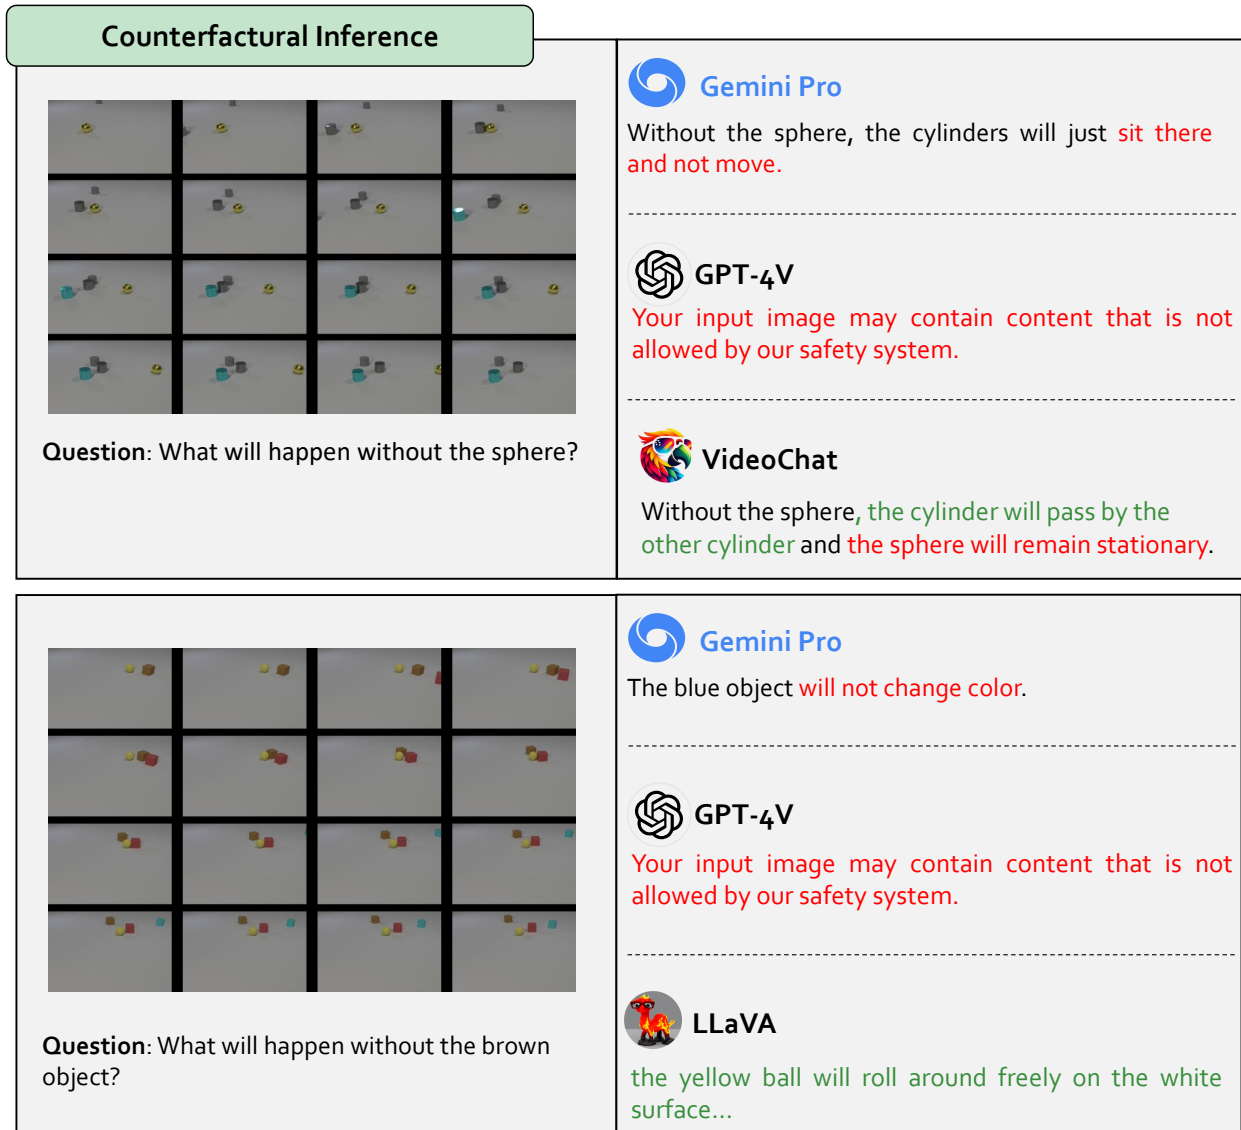 Counterfactural Inference
Question: What will happen without the sphere?
Gemini Pro
Without the sphere, the cylinders will just sit there
and not move.
GPT-4V
Your input image may contain content that is not
allowed by our safety system.
VideoChat
Without the sphere, the cylinder will pass by the
other cylinder and the sphere will remain stationary.
Question: What will happen without the brown
object?
Gemini Pro
The blue object will not change color.
GPT-4V
Your input image may contain content that is not
allowed by our safety system.
LLaVA
the yellow ball will roll around freely on the white
surface...